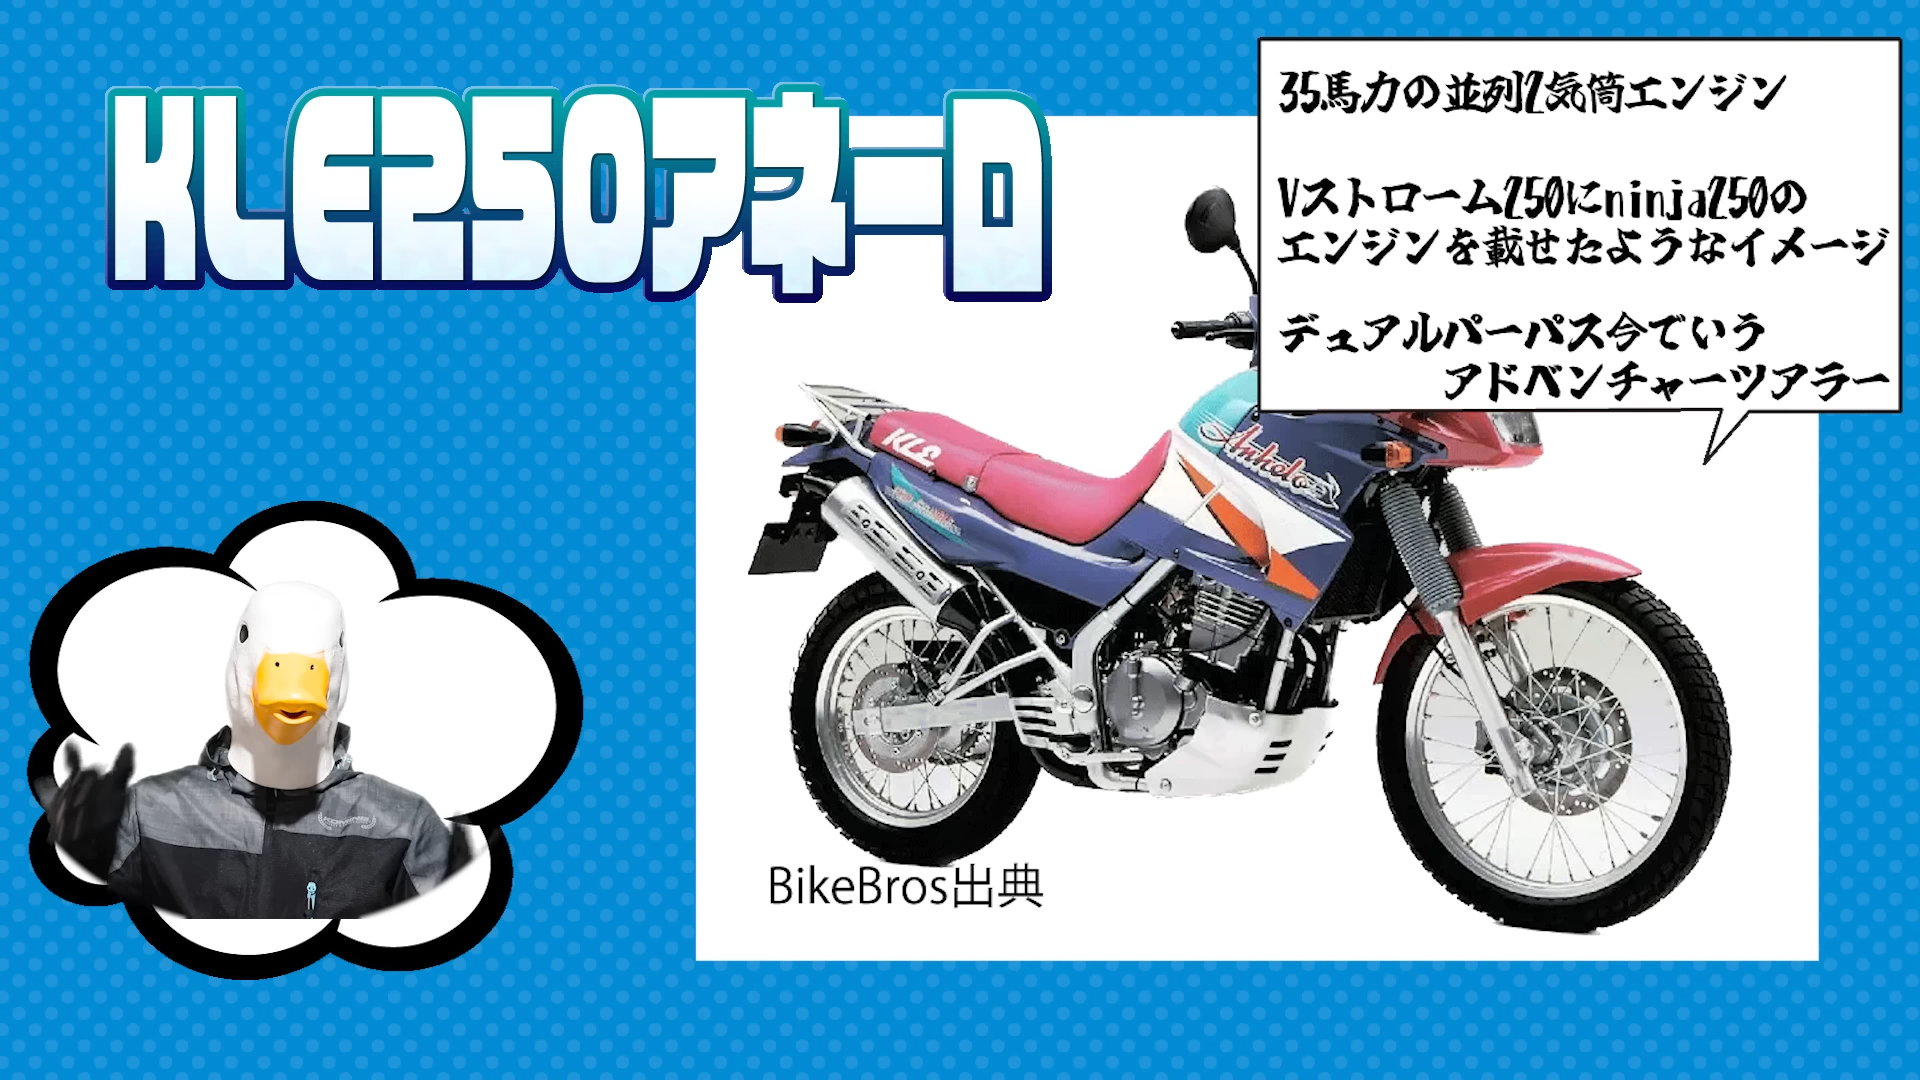 KLE250アネーロ
35馬力の並列2気筒エンジン
Vストローム250にninja250の
エンジンを載せたようなイメージ
デュアルパーパス今でいう
アドベンチャーツアラー
KLE
Anhelo
BikeBros出典